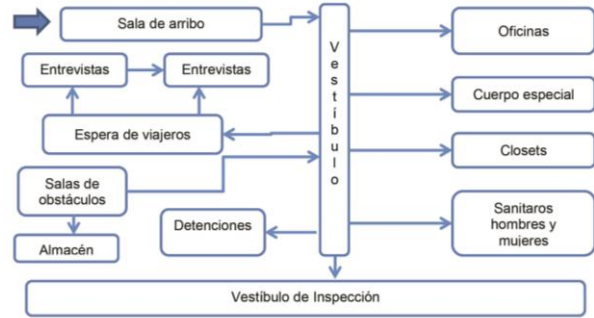 Sala de arribo
Entrevistas
Entrevistas
Espera de viajeros
Salas de
obstáculos
Almacén
Detenciones
Vestíbulo
Oficinas
Cuerpo especial
Closets
Sanitaros
hombres y
mujeres
Vestíbulo de Inspección